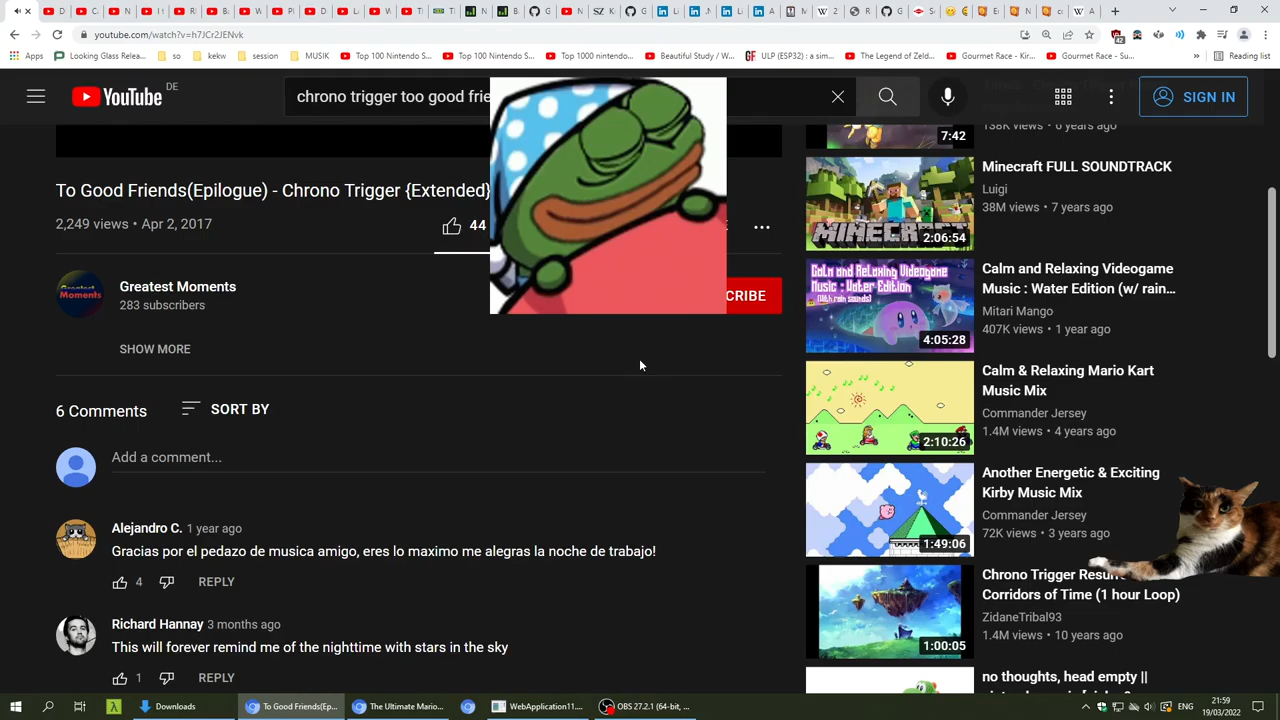 youtube.com/watch?v=h7JCr2JENvk
Apps
Looking Glass Releas...
so
kekw
session
MUSIK
Top 100 Nintendo S...
Top 100 Nintendo S...
Top 1000 nintendo...
Beautiful Study / W...
ULP (ESP32) : a sim...
The Legend of Zeld...
Gourmet Race - Kir...
Gourmet Race - Su...
»
Reading list
YouTube DE
chrono trigger too good frie
SIGN IN
To Good Friends(Epilogue) - Chrono Trigger {Extended}
2,249 views • Apr 2, 2017
44
Greatest Moments
283 subscribers
CRIBE
SHOW MORE
6 Comments
SORT BY
Add a comment...
Alejandro C. 1 year ago
Gracias por el pedazo de musica amigo, eres lo maximo me alegras la noche de trabajo!
4
REPLY
Richard Hannay 3 months ago
This will forever remind me of the nighttime with stars in the sky
1
REPLY
7:42
138K views • 6 years ago
Minecraft FULL SOUNDTRACK
Luigi
38M views • 7 years ago
MINECRAFT
2:06:54
Calm and Relaxing Videogame
Music : Water Edition (w/ rain...
Mitari Mango
407K views • 1 year ago
Calm and Relaxing Videogame
Music : Water Edition
(With rain sounds)
4:05:28
Calm & Relaxing Mario Kart
Music Mix
Commander Jersey
1.4M views • 4 years ago
2:10:26
Another Energetic & Exciting
Kirby Music Mix
Commander Jersey
72K views • 3 years ago
1:49:06
Chrono Trigger
Corridors of Time (1 hour Loop)
ZidaneTribal93
1.4M views • 10 years ago
1:00:05
no thoughts, head empty ||
Downloads
To Good Friends(Ep...
The Ultimate Mario...
WebApplication11...
OBS 27.2.1 (64-bit, ...
ENG
21:59
19/03/2022